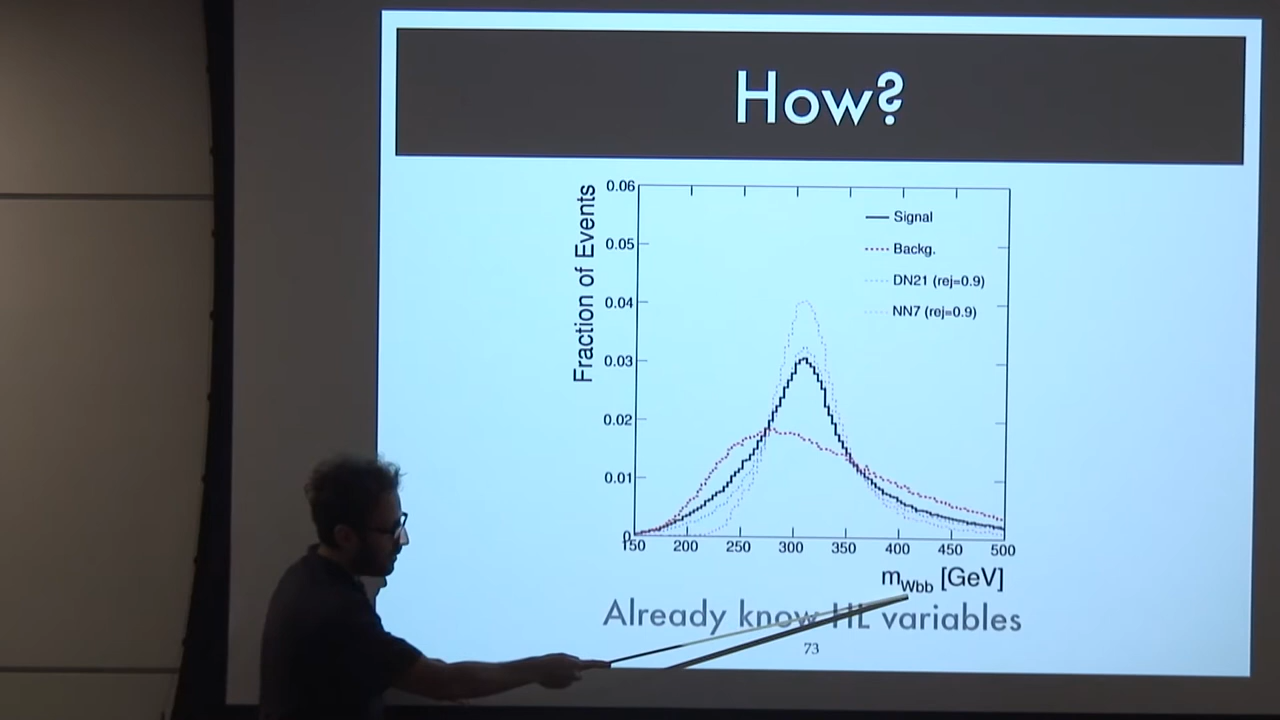 How?
Fraction of Events
0.06
0.05
0.04
0.03
0.02
0.01
0
Signal
Backg.
DN21 (rej=0.9)
NN7 (rej=0.9)
150 200 250 300 350 400 450 500
mWbb [GeV]
Already know HL variables
73